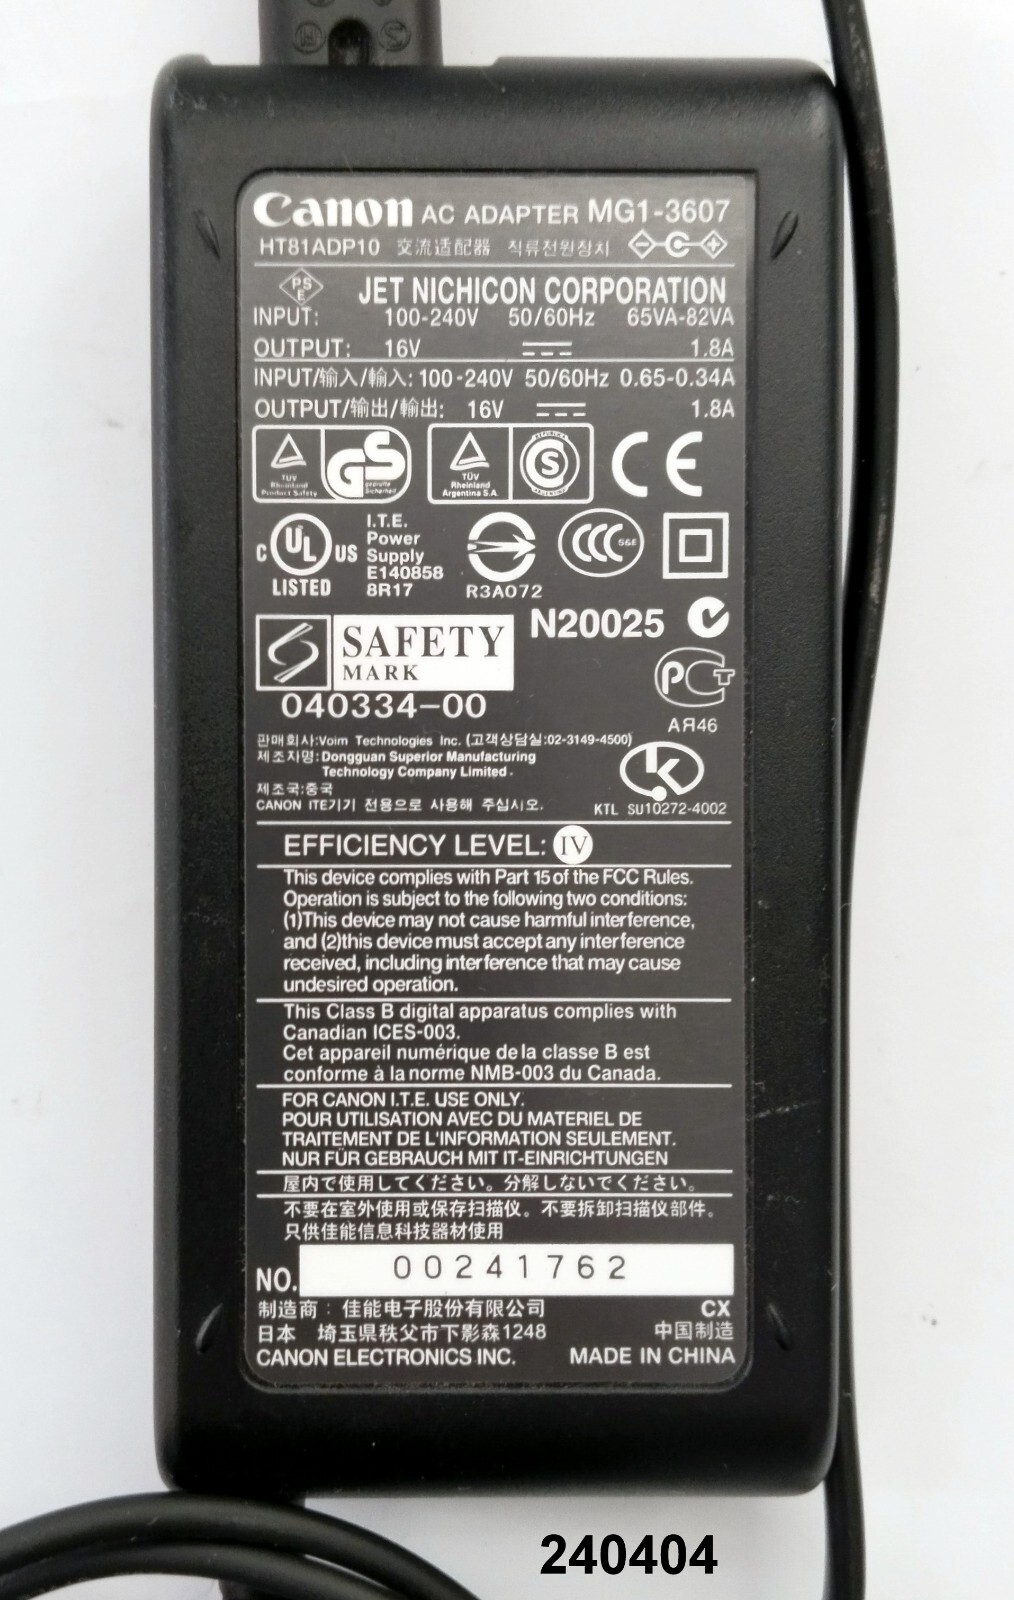 Canon AC ADAPTER MG1-3607
HT81ADP10 交流适配器 직류전원장치
PS
E
JET NICHICON CORPORATION
INPUT: 100-240V 50/60Hz 65VA-82VA
OUTPUT: 16V 1.8A
INPUT/输入/輸入: 100-240V 50/60Hz 0.65-0.34A
OUTPUT/输出/輸出: 16V 1.8A
TÜV
Rheinland
Product Safety
GS
geprüfte
Sicherheit
TÜV
Rheinland
Argentina S.A.
REPUBLICA
S
ARGENTINA
CE
C UL US
LISTED
I.T.E.
Power
Supply
E140858
8R17
R3A072
CCC S&E
SAFETY
MARK
N20025
040334-00
РСТ
АЯ46
판매회사:Voim Technologies Inc. (고객상담실:02-3149-4500)
제조자명:Dongguan Superior Manufacturing
Technology Company Limited.
제조국:중국
CANON ITE기기 전용으로 사용해 주십시오.
K
KTL SU10272-4002
EFFICIENCY LEVEL: IV
This device complies with Part 15 of the FCC Rules.
Operation is subject to the following two conditions:
(1)This device may not cause harmful interference,
and (2)this device must accept any interference
received, including interference that may cause
undesired operation.
This Class B digital apparatus complies with
Canadian ICES-003.
Cet appareil numérique de la classe B est
conforme à la norme NMB-003 du Canada.
FOR CANON I.T.E. USE ONLY.
POUR UTILISATION AVEC DU MATERIEL DE
TRAITEMENT DE L'INFORMATION SEULEMENT.
NUR FÜR GEBRAUCH MIT IT-EINRICHTUNGEN
屋内で使用してください。分解しないでください。
不要在室外使用或保存扫描仪。不要拆卸扫描仪部件。
只供佳能信息科技器材使用
NO. 00241762
制造商：佳能电子股份有限公司 CX
日本 埼玉県秩父市下影森1248 中国制造
CANON ELECTRONICS INC. MADE IN CHINA
240404